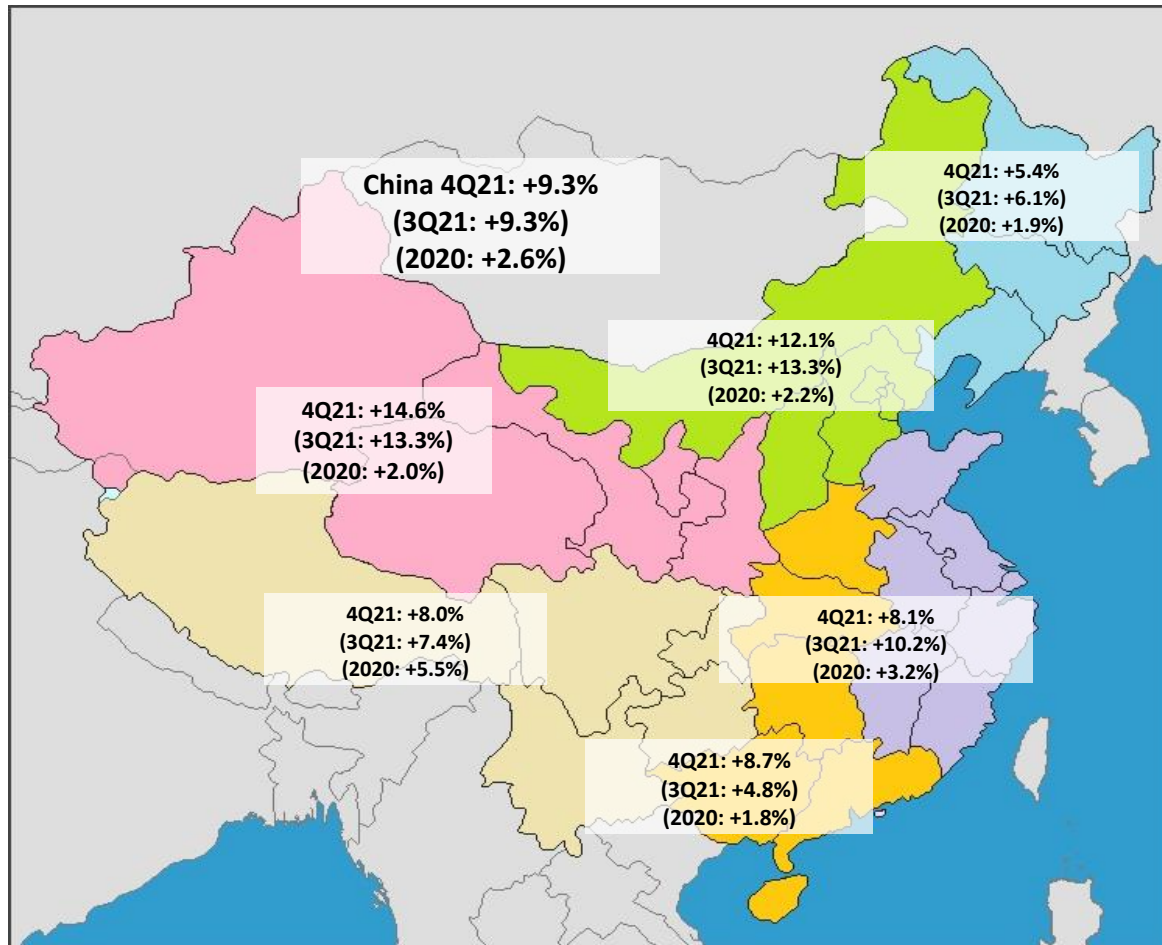 China 4Q21: +9.3%
(3Q21: +9.3%)
(2020: +2.6%)
4Q21: +5.4%
(3Q21: +6.1%)
(2020: +1.9%)
4Q21: +12.1%
(3Q21: +13.3%)
(2020: +2.2%)
4Q21: +14.6%
(3Q21: +13.3%)
(2020: +2.0%)
4Q21: +8.0%
(3Q21: +7.4%)
(2020: +5.5%)
4Q21: +8.1%
(3Q21: +10.2%)
(2020: +3.2%)
4Q21: +8.7%
(3Q21: +4.8%)
(2020: +1.8%)